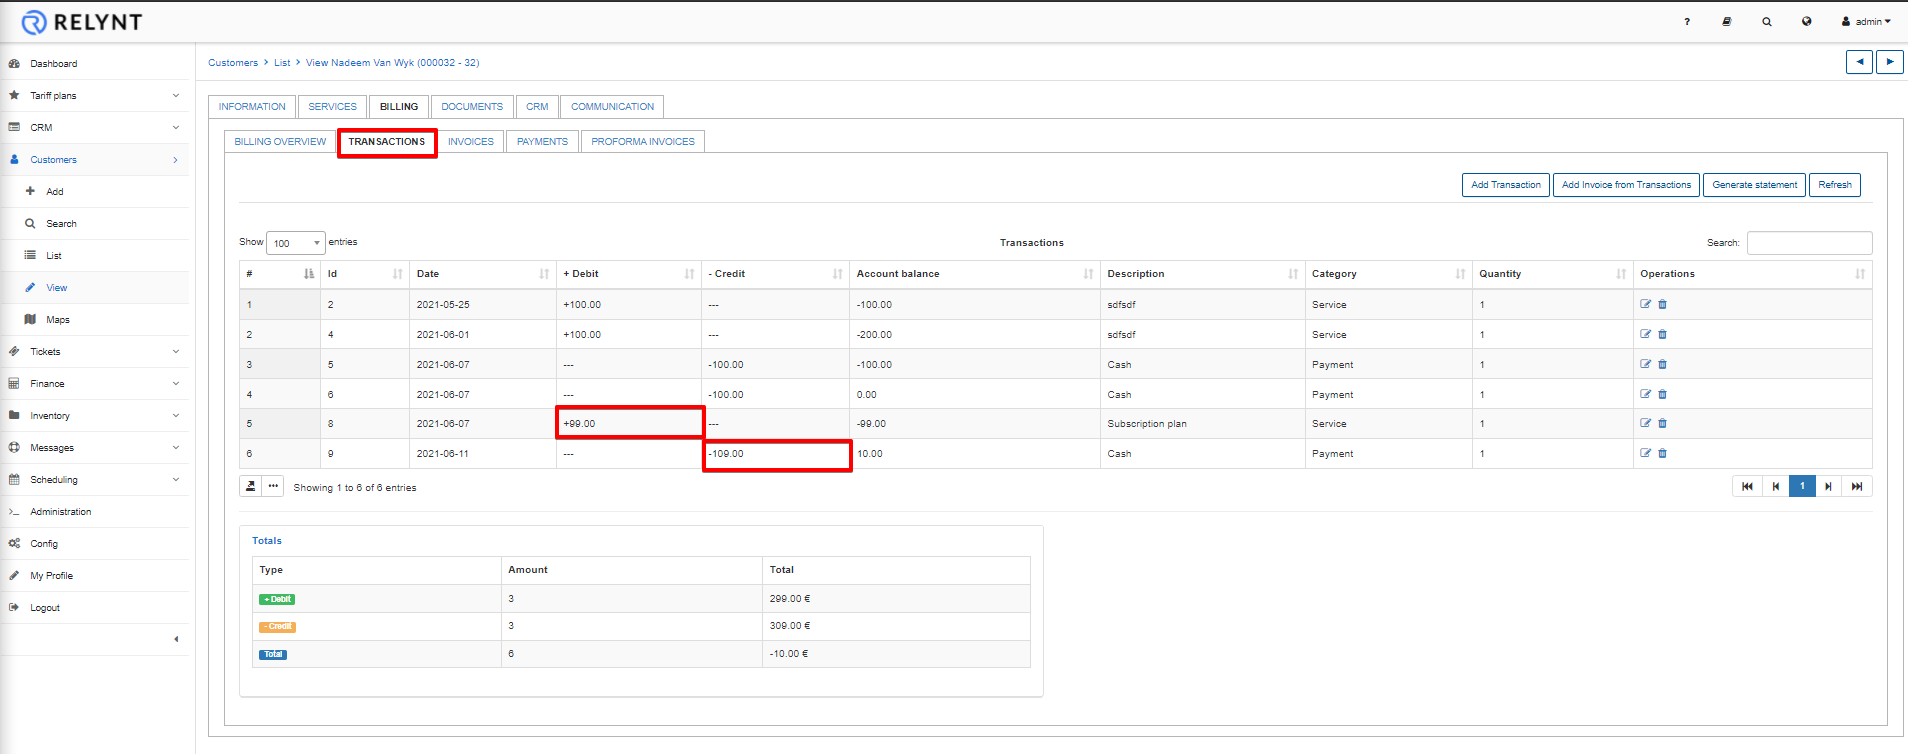 RELYNT
? admin
Dashboard
Tariff plans
CRM
Customers
Add
Search
List
View
Maps
Tickets
Finance
Inventory
Messages
Scheduling
Administration
Config
My Profile
Logout
Customers > List > View Nadeem Van Wyk (000032 - 32)
INFORMATION SERVICES BILLING DOCUMENTS CRM COMMUNICATION
BILLING OVERVIEW TRANSACTIONS INVOICES PAYMENTS PROFORMA INVOICES
Add Transaction Add Invoice from Transactions Generate statement Refresh
Show 100 entries Transactions Search:
# Id Date + Debit - Credit Account balance Description Category Quantity Operations
1 2 2021-05-25 +100.00 --- -100.00 sdfsdf Service 1
2 4 2021-06-01 +100.00 --- -200.00 sdfsdf Service 1
3 5 2021-06-07 --- -100.00 -100.00 Cash Payment 1
4 6 2021-06-07 --- -100.00 0.00 Cash Payment 1
5 8 2021-06-07 +99.00 --- -99.00 Subscription plan Service 1
6 9 2021-06-11 --- -109.00 10.00 Cash Payment 1
Showing 1 to 6 of 6 entries 1
Totals
Type Amount Total
+ Debit 3 299.00 €
- Credit 3 309.00 €
Total 6 -10.00 €